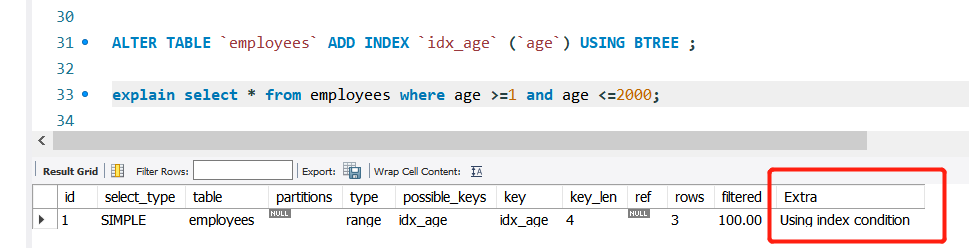 30
31 ALTER TABLE `employees` ADD INDEX `idx_age` (`age`) USING BTREE ;
32
33 explain select * from employees where age >=1 and age <=2000;
34
Result Grid Filter Rows: Export: Wrap Cell Content: IA
id select_type table partitions type possible_keys key key_len ref rows filtered Extra
1 SIMPLE employees NULL range idx_age idx_age 4 NULL 3 100.00 Using index condition